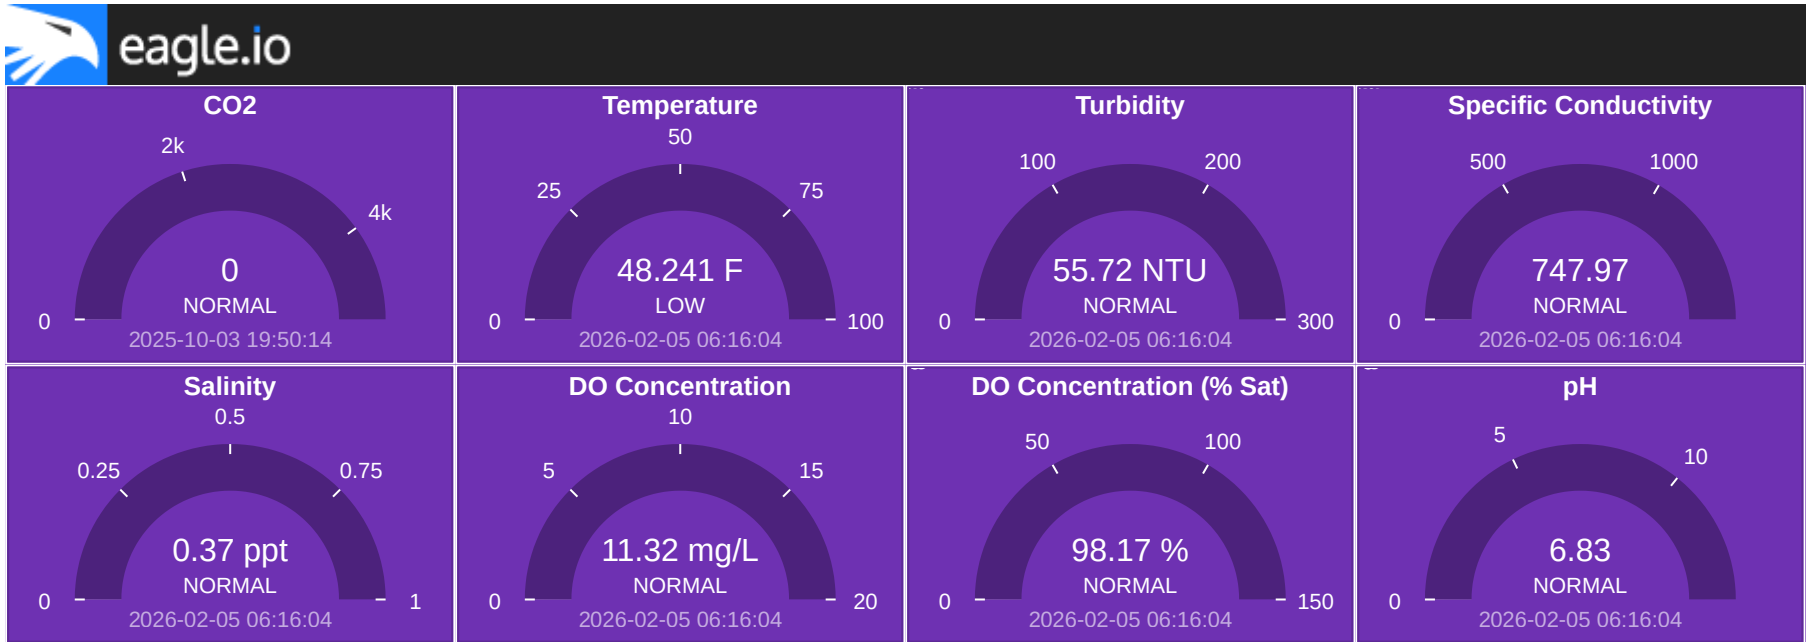 eagle.io
CO2
2k
4k
0
0
NORMAL
2025-10-03 19:50:14
Temperature
50
25
75
48.241 F
LOW
0
100
2026-02-05 06:16:04
Turbidity
100
200
55.72 NTU
NORMAL
0
300
2026-02-05 06:16:04
Specific Conductivity
500
1000
747.97
NORMAL
0
2026-02-05 06:16:04
Salinity
0.5
0.25
0.75
0.37 ppt
NORMAL
0
1
2026-02-05 06:16:04
DO Concentration
10
5
15
11.32 mg/L
NORMAL
0
20
2026-02-05 06:16:04
DO Concentration (% Sat)
50
100
98.17 %
NORMAL
0
150
2026-02-05 06:16:04
pH
5
10
6.83
NORMAL
0
2026-02-05 06:16:04